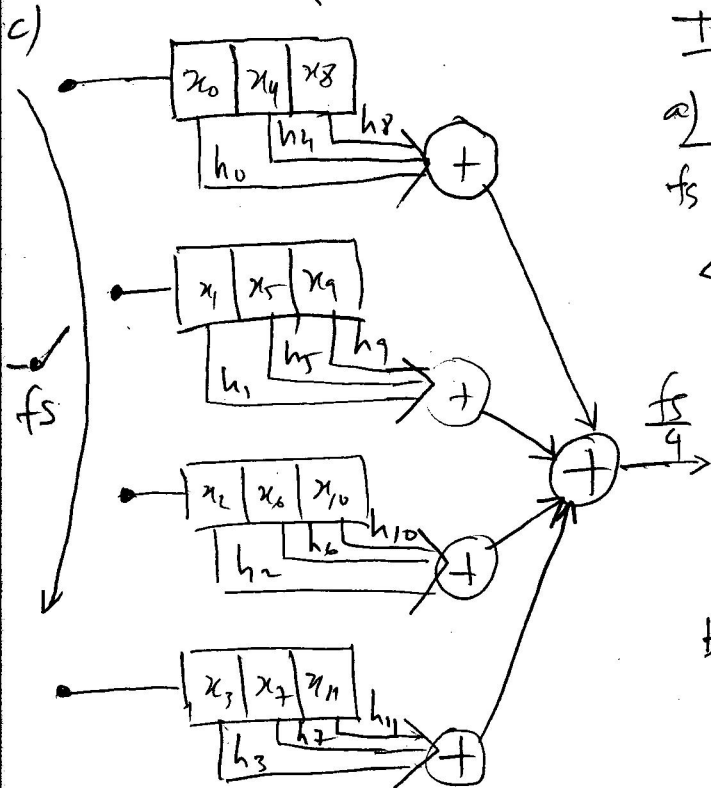 c)
x0 x4 x8
h8
h4
h0
+
a)
fs
x1 x5 x9
h9
h5
h1
+
fs
fs/4
+
x2 x6 x10
h10
h6
h2
+
x3 x7 x11
h11
h7
h3
+